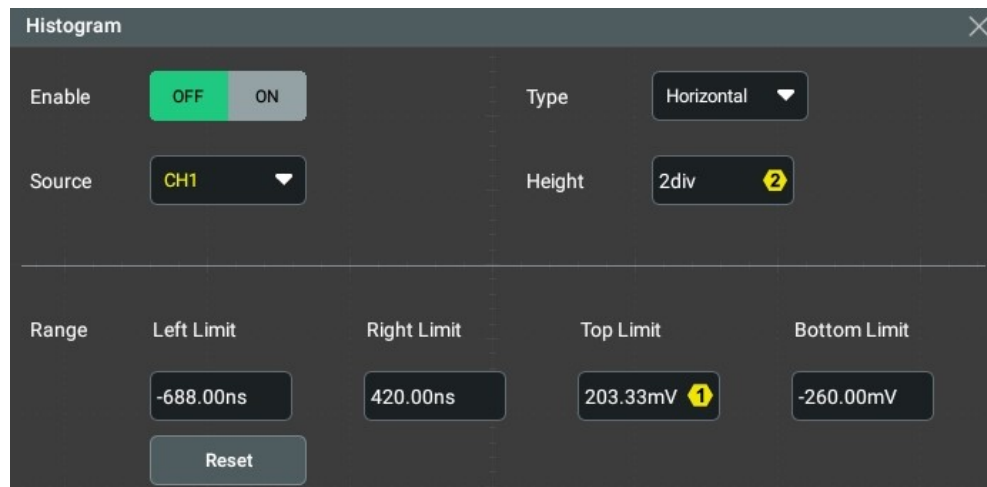 Histogram
Enable OFF ON Type Horizontal
Source CH1 Height 2div 2
Range Left Limit Right Limit Top Limit Bottom Limit
-688.00ns 420.00ns 203.33mV 1 -260.00mV
Reset